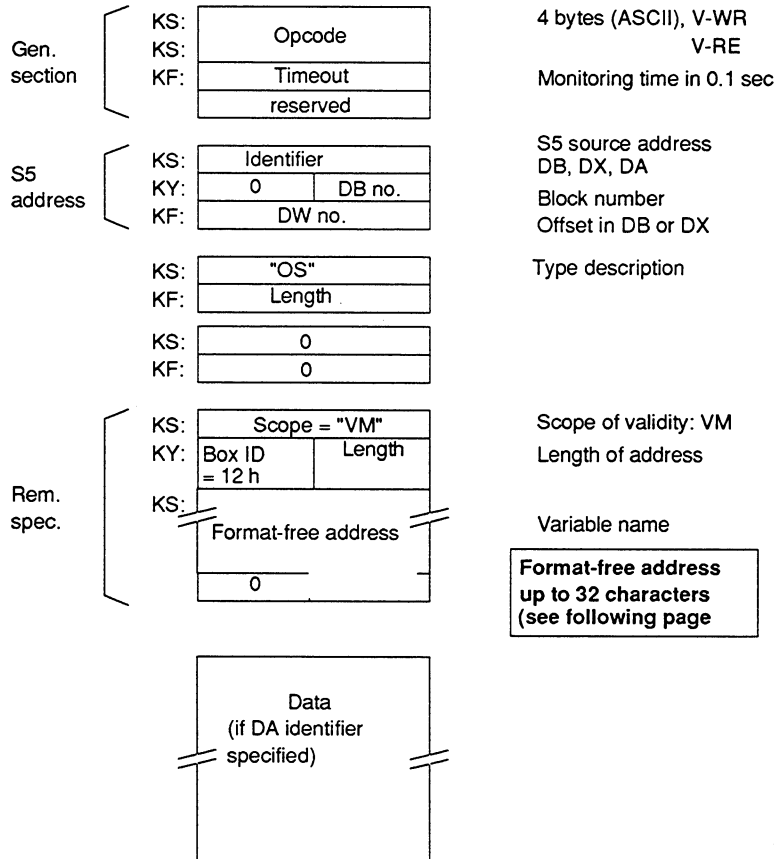 KS: Opcode 4 bytes (ASCII), V-WR
KS: V-RE
Gen. section
KF: Timeout Monitoring time in 0.1 sec
reserved
S5 address
KS: Identifier S5 source address
DB, DX, DA
KY: 0 DB no. Block number
KF: DW no. Offset in DB or DX
KS: "OS" Type description
KF: Length
KS: 0
KF: 0
Rem. spec.
KS: Scope = "VM" Scope of validity: VM
KY: Box ID = 12 h Length Length of address
KS:
Format-free address Variable name
0
Format-free address
up to 32 characters
(see following page
Data
(if DA identifier
specified)